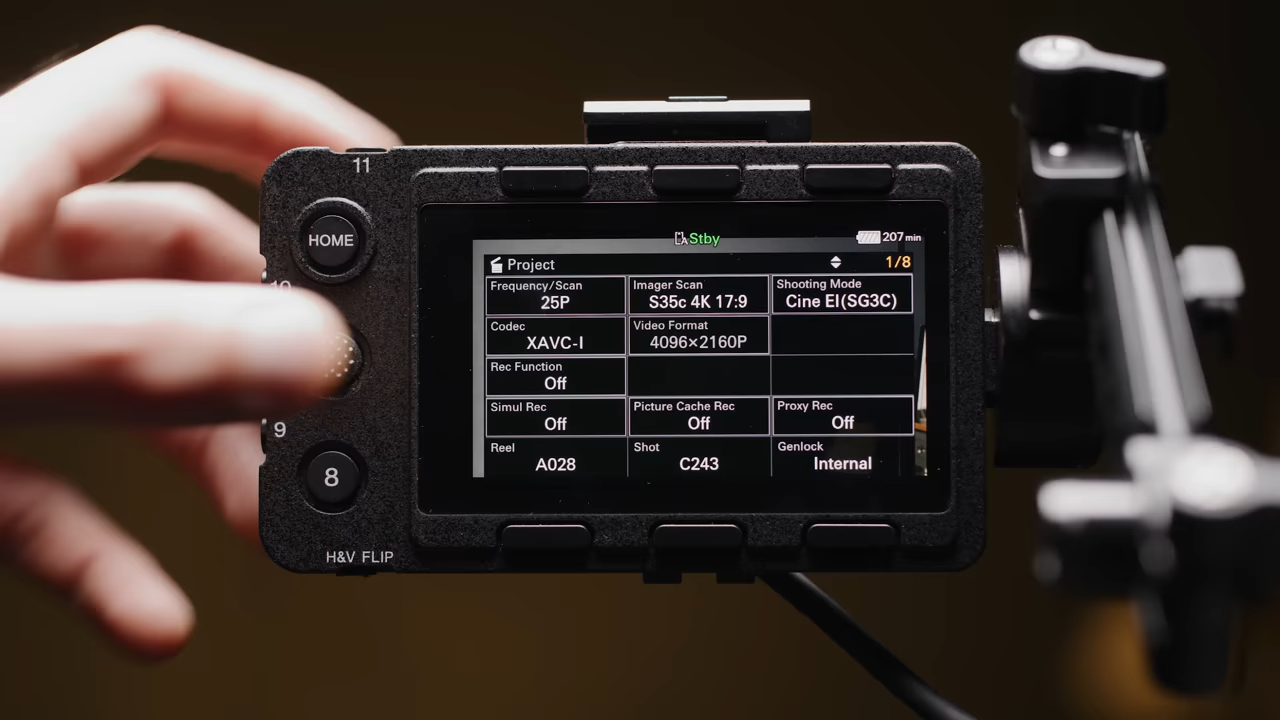 11
HOME
10
9
8
H&V FLIP
Stby
207 min
Project
1/8
Frequency/Scan
25P
Imager Scan
S35c 4K 17:9
Shooting Mode
Cine EI(SG3C)
Codec
XAVC-I
Video Format
4096×2160P
Rec Function
Off
Simul Rec
Off
Picture Cache Rec
Off
Proxy Rec
Off
Reel
A028
Shot
C243
Genlock
Internal